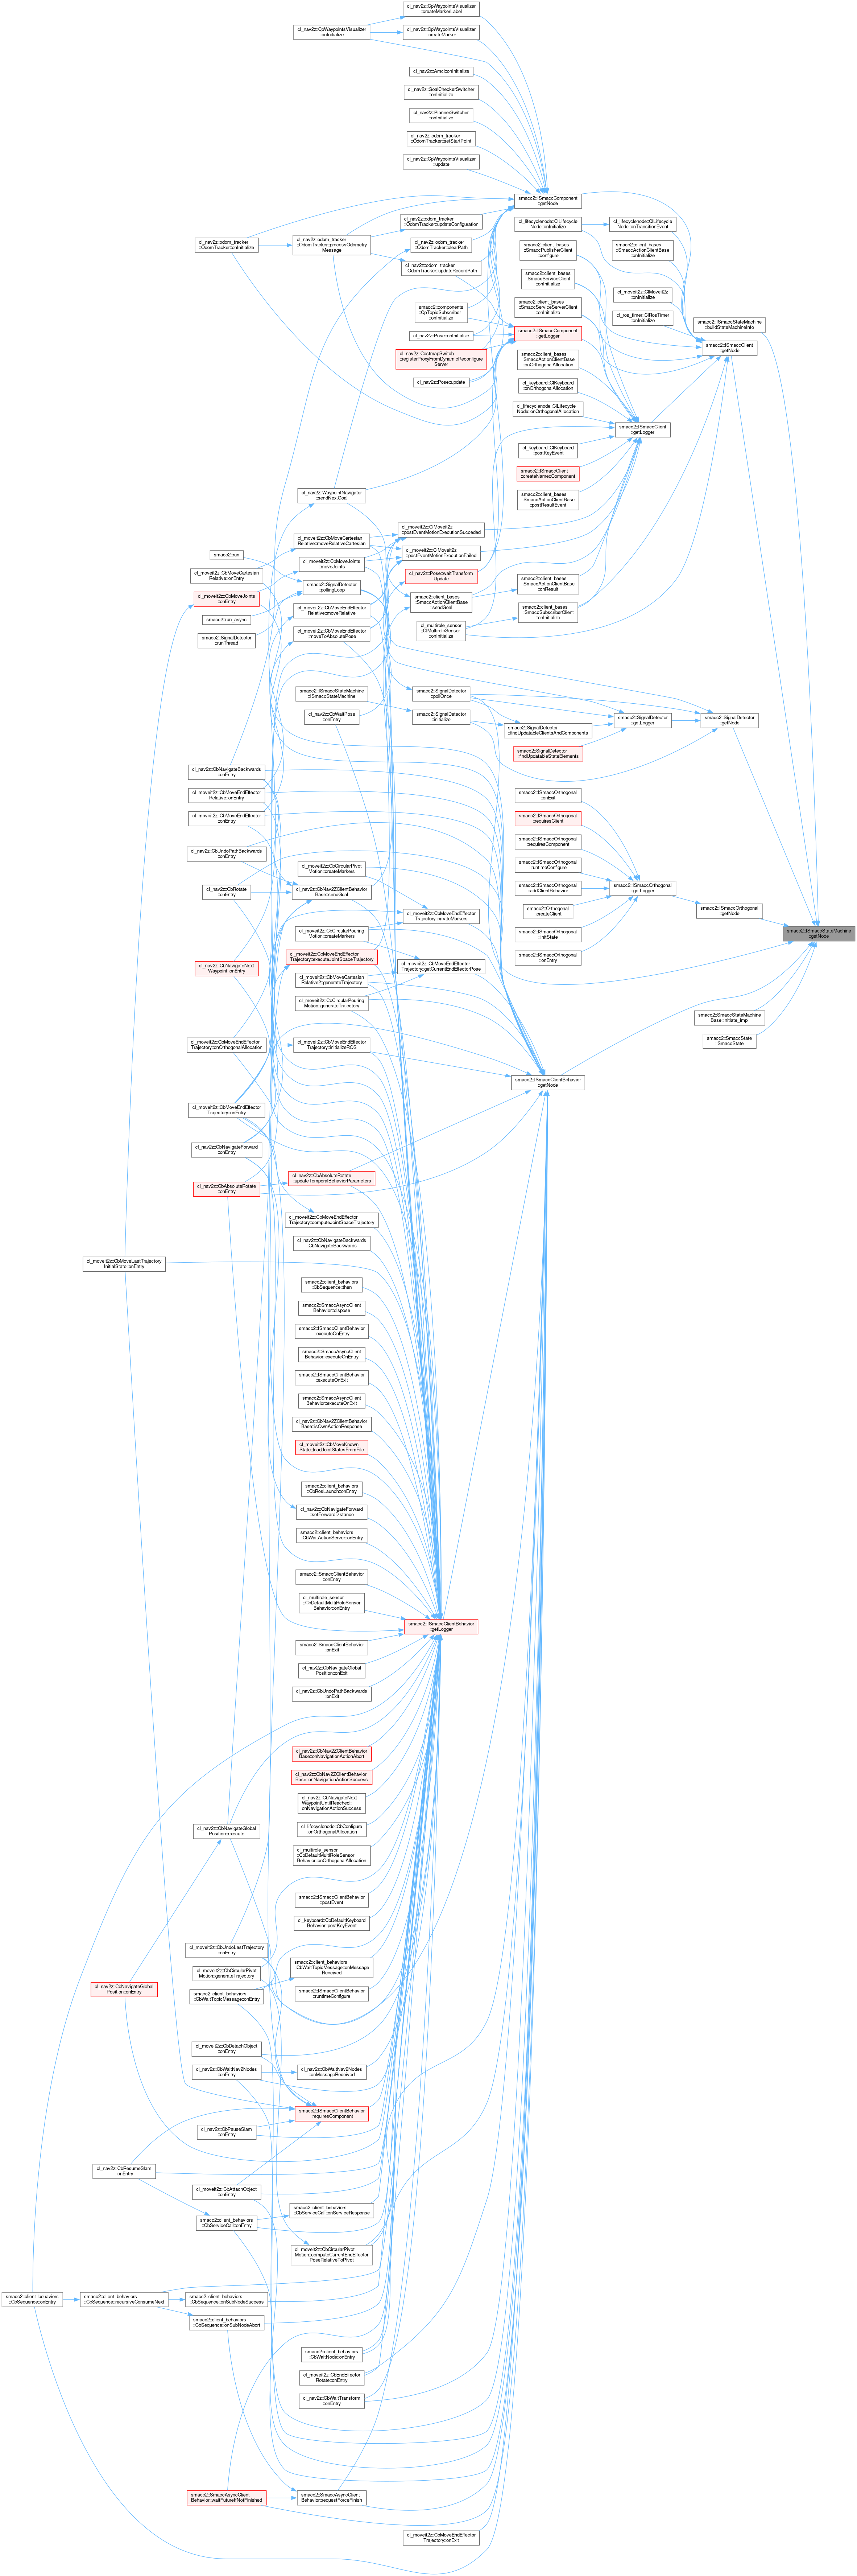 cl_nav2z::CpWaypointsVisualizer
::createMarkerLabel
cl_nav2z::CpWaypointsVisualizer
::onInitialize
cl_nav2z::CpWaypointsVisualizer
::createMarker
cl_nav2z::Amcl::onInitialize
cl_nav2z::GoalCheckerSwitcher
::onInitialize
cl_nav2z::PlannerSwitcher
::onInitialize
cl_nav2z::odom_tracker
::OdomTracker::setStartPoint
cl_nav2z::CpWaypointsVisualizer
::update
smacc2::ISmaccComponent
::getNode
cl_nav2z::odom_tracker
::OdomTracker::updateConfiguration
cl_lifecyclenode::ClLifecycle
Node::onInitialize
cl_lifecyclenode::ClLifecycle
Node::onTransitionEvent
cl_nav2z::odom_tracker
::OdomTracker::onInitialize
cl_nav2z::odom_tracker
::OdomTracker::processOdometry
Message
cl_nav2z::odom_tracker
::OdomTracker::clearPath
smacc2::client_bases
::SmaccPublisherClient
::configure
smacc2::client_bases
::SmaccActionClientBase
::onInitialize
cl_nav2z::odom_tracker
::OdomTracker::updateRecordPath
smacc2::client_bases
::SmaccServiceClient
::onInitialize
cl_moveit2z::ClMoveit2z
::onInitialize
smacc2::components
::CpTopicSubscriber
::onInitialize
smacc2::client_bases
::SmaccServiceServerClient
::onInitialize
cl_ros_timer::ClRosTimer
::onInitialize
smacc2::ISmaccStateMachine
::buildStateMachineInfo
cl_nav2z::Pose::onInitialize
smacc2::ISmaccComponent
::getLogger
smacc2::ISmaccClient
::getNode
cl_nav2z::CostmapSwitch
::registerProxyFromDynamicReconfigure
Server
smacc2::client_bases
::SmaccActionClientBase
::onOrthogonalAllocation
cl_nav2z::Pose::update
cl_keyboard::ClKeyboard
::onOrthogonalAllocation
cl_lifecyclenode::ClLifecycle
Node::onOrthogonalAllocation
smacc2::ISmaccClient
::getLogger
cl_keyboard::ClKeyboard
::postKeyEvent
smacc2::ISmaccClient
::createNamedComponent
cl_nav2z::WaypointNavigator
::sendNextGoal
smacc2::client_bases
::SmaccActionClientBase
::postResultEvent
cl_moveit2z::ClMoveit2z
::postEventMotionExecutionSucceded
cl_moveit2z::CbMoveCartesian
Relative::moveRelativeCartesian
smacc2::run
cl_moveit2z::ClMoveit2z
::postEventMotionExecutionFailed
cl_moveit2z::CbMoveJoints
::moveJoints
cl_moveit2z::CbMoveCartesian
Relative::onEntry
cl_nav2z::Pose::waitTransform
Update
smacc2::client_bases
::SmaccActionClientBase
::onResult
smacc2::SignalDetector
::pollingLoop
cl_moveit2z::CbMoveJoints
::onEntry
smacc2::client_bases
::SmaccActionClientBase
::sendGoal
smacc2::client_bases
::SmaccSubscriberClient
::onInitialize
cl_moveit2z::CbMoveEndEffector
Relative::moveRelative
smacc2::run_async
cl_multirole_sensor
::ClMultiroleSensor
::onInitialize
cl_moveit2z::CbMoveEndEffector
::moveToAbsolutePose
smacc2::SignalDetector
::runThread
smacc2::ISmaccStateMachine
::ISmaccStateMachine
smacc2::SignalDetector
::pollOnce
cl_nav2z::CbWaitPose
::onEntry
smacc2::SignalDetector
::initialize
smacc2::SignalDetector
::findUpdatableClientsAndComponents
smacc2::SignalDetector
::getLogger
smacc2::SignalDetector
::getNode
smacc2::SignalDetector
::findUpdatableStateElements
cl_nav2z::CbNavigateBackwards
::onEntry
cl_moveit2z::CbMoveEndEffector
Relative::onEntry
smacc2::ISmaccOrthogonal
::onExit
cl_moveit2z::CbMoveEndEffector
::onEntry
smacc2::ISmaccOrthogonal
::requiresClient
smacc2::ISmaccOrthogonal
::requiresComponent
cl_nav2z::CbUndoPathBackwards
::onEntry
smacc2::ISmaccOrthogonal
::runtimeConfigure
cl_moveit2z::CbCircularPivot
Motion::createMarkers
cl_nav2z::CbRotate
::onEntry
cl_nav2z::CbNav2ZClientBehavior
Base::sendGoal
smacc2::ISmaccOrthogonal
::addClientBehavior
smacc2::ISmaccOrthogonal
::getLogger
smacc2::Orthogonal
::createClient
smacc2::ISmaccOrthogonal
::getNode
cl_moveit2z::CbMoveEndEffector
Trajectory::createMarkers
cl_moveit2z::CbCircularPouring
Motion::createMarkers
smacc2::ISmaccOrthogonal
::initState
smacc2::ISmaccStateMachine
::getNode
cl_moveit2z::CbMoveEndEffector
Trajectory::executeJointSpaceTrajectory
smacc2::ISmaccOrthogonal
::onEntry
cl_nav2z::CbNavigateNext
Waypoint::onEntry
cl_moveit2z::CbMoveEndEffector
Trajectory::getCurrentEndEffectorPose
cl_moveit2z::CbMoveCartesian
Relative2::generateTrajectory
cl_moveit2z::CbCircularPouring
Motion::generateTrajectory
smacc2::SmaccStateMachine
Base::initiate_impl
cl_moveit2z::CbMoveEndEffector
Trajectory::onOrthogonalAllocation
cl_moveit2z::CbMoveEndEffector
Trajectory::initializeROS
smacc2::SmaccState
::SmaccState
smacc2::ISmaccClientBehavior
::getNode
cl_moveit2z::CbMoveEndEffector
Trajectory::onEntry
cl_nav2z::CbNavigateForward
::onEntry
cl_nav2z::CbAbsoluteRotate
::onEntry
cl_nav2z::CbAbsoluteRotate
::updateTemporalBehaviorParameters
cl_moveit2z::CbMoveEndEffector
Trajectory::computeJointSpaceTrajectory
cl_nav2z::CbNavigateBackwards
::CbNavigateBackwards
cl_moveit2z::CbMoveLastTrajectory
InitialState::onEntry
smacc2::client_behaviors
::CbSequence::then
smacc2::SmaccAsyncClient
Behavior::dispose
smacc2::ISmaccClientBehavior
::executeOnEntry
smacc2::SmaccAsyncClient
Behavior::executeOnEntry
smacc2::ISmaccClientBehavior
::executeOnExit
smacc2::SmaccAsyncClient
Behavior::executeOnExit
cl_nav2z::CbNav2ZClientBehavior
Base::isOwnActionResponse
cl_moveit2z::CbMoveKnown
State::loadJointStatesFromFile
smacc2::client_behaviors
::CbRosLaunch::onEntry
cl_nav2z::CbNavigateForward
::setForwardDistance
smacc2::client_behaviors
::CbWaitActionServer::onEntry
smacc2::SmaccClientBehavior
::onEntry
cl_multirole_sensor
::CbDefaultMultiRoleSensor
Behavior::onEntry
smacc2::ISmaccClientBehavior
::getLogger
smacc2::SmaccClientBehavior
::onExit
cl_nav2z::CbNavigateGlobal
Position::onExit
cl_nav2z::CbUndoPathBackwards
::onExit
cl_nav2z::CbNav2ZClientBehavior
Base::onNavigationActionAbort
cl_nav2z::CbNav2ZClientBehavior
Base::onNavigationActionSuccess
cl_nav2z::CbNavigateNext
WaypointUntilReached::
onNavigationActionSuccess
cl_nav2z::CbNavigateGlobal
Position::execute
cl_lifecyclenode::CbConfigure
::onOrthogonalAllocation
cl_multirole_sensor
::CbDefaultMultiRoleSensor
Behavior::onOrthogonalAllocation
smacc2::ISmaccClientBehavior
::postEvent
cl_keyboard::CbDefaultKeyboard
Behavior::postKeyEvent
cl_moveit2z::CbUndoLastTrajectory
::onEntry
smacc2::client_behaviors
::CbWaitTopicMessage::onMessage
Received
cl_moveit2z::CbCircularPivot
Motion::generateTrajectory
cl_nav2z::CbNavigateGlobal
Position::onEntry
smacc2::client_behaviors
::CbWaitTopicMessage::onEntry
smacc2::ISmaccClientBehavior
::runtimeConfigure
cl_moveit2z::CbDetachObject
::onEntry
cl_nav2z::CbWaitNav2Nodes
::onEntry
cl_nav2z::CbWaitNav2Nodes
::onMessageReceived
smacc2::ISmaccClientBehavior
::requiresComponent
cl_nav2z::CbPauseSlam
::onEntry
cl_nav2z::CbResumeSlam
::onEntry
cl_moveit2z::CbAttachObject
::onEntry
smacc2::client_behaviors
::CbServiceCall::onServiceResponse
smacc2::client_behaviors
::CbServiceCall::onEntry
cl_moveit2z::CbCircularPivot
Motion::computeCurrentEndEffector
PoseRelativeToPivot
smacc2::client_behaviors
::CbSequence::onEntry
smacc2::client_behaviors
::CbSequence::recursiveConsumeNext
smacc2::client_behaviors
::CbSequence::onSubNodeSuccess
smacc2::client_behaviors
::CbSequence::onSubNodeAbort
smacc2::client_behaviors
::CbWaitNode::onEntry
cl_moveit2z::CbEndEffector
Rotate::onEntry
cl_nav2z::CbWaitTransform
::onEntry
smacc2::SmaccAsyncClient
Behavior::waitFutureIfNotFinished
smacc2::SmaccAsyncClient
Behavior::requestForceFinish
cl_moveit2z::CbMoveEndEffector
Trajectory::onExit